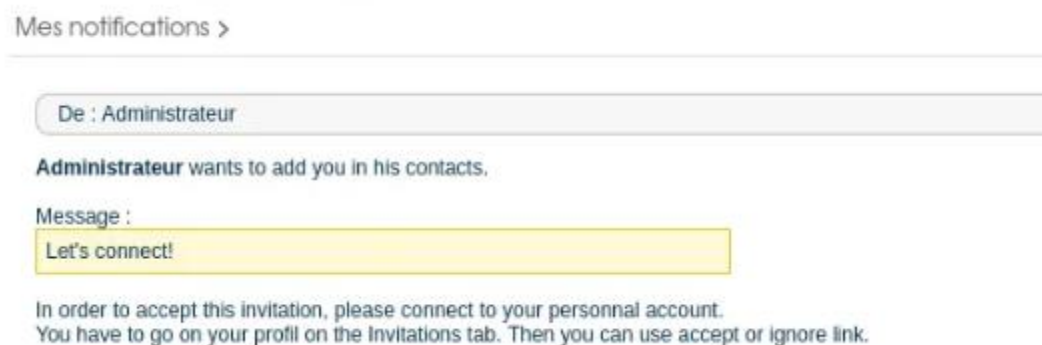 Mes notifications >
De : Administrateur
Administrateur wants to add you in his contacts.
Message :
Let's connect!
In order to accept this invitation, please connect to your personnal account.
You have to go on your profil on the Invitations tab. Then you can use accept or ignore link.